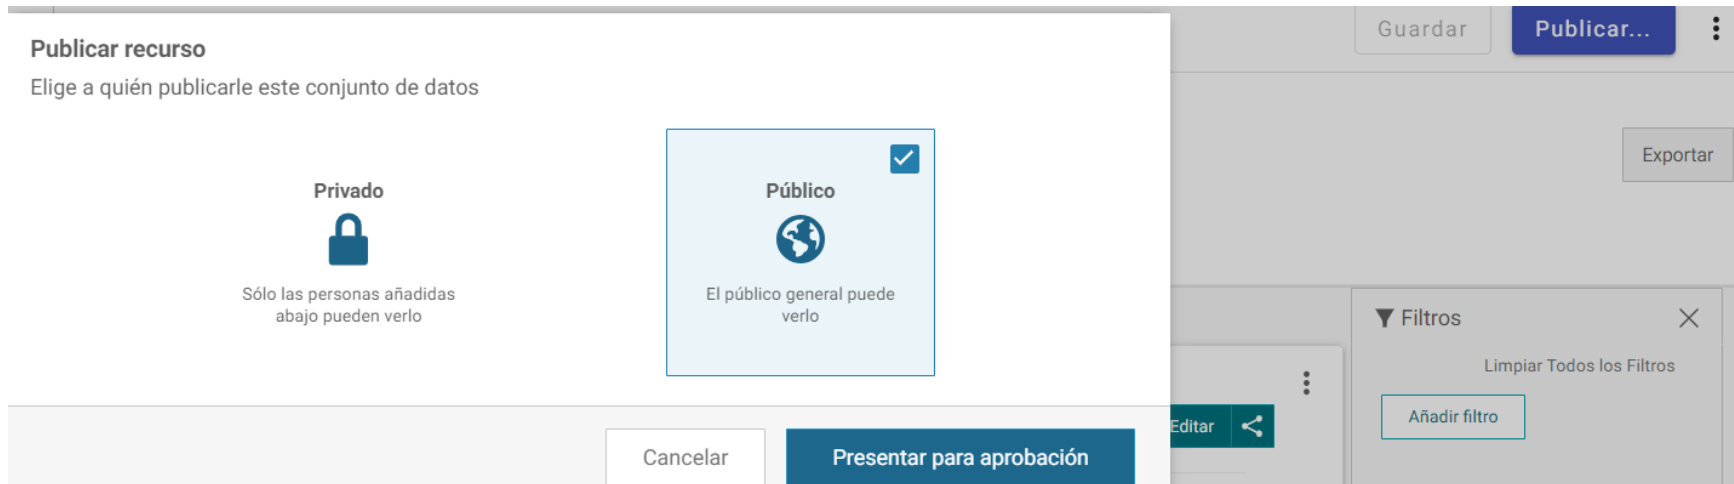 Publicar recurso
Elige a quién publicarle este conjunto de datos
Privado
Sólo las personas añadidas
abajo pueden verlo
Público
El público general puede
verlo
Cancelar
Presentar para aprobación
Guardar
Publicar...
Exportar
Filtros
Limpiar Todos los Filtros
Añadir filtro
Editar